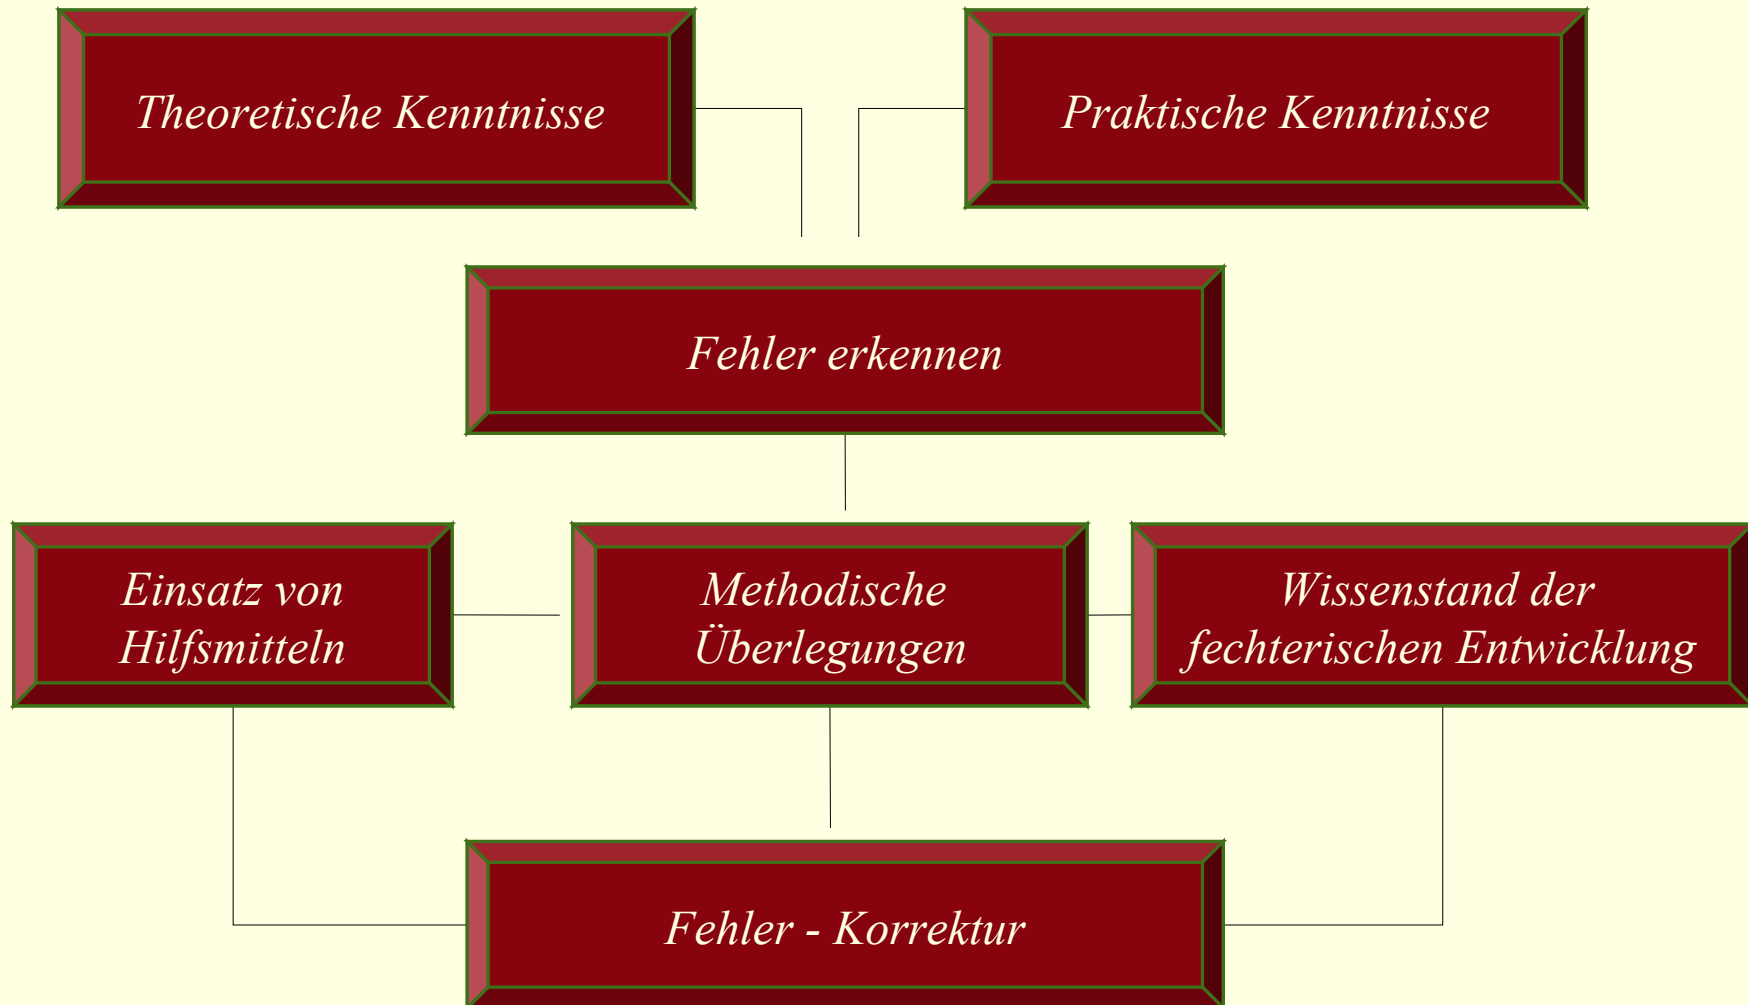 Theoretische Kenntnisse
Praktische Kenntnisse
Fehler erkennen
Einsatz von
Hilfsmitteln
Methodische
Überlegungen
Wissenstand der
fechterischen Entwicklung
Fehler - Korrektur